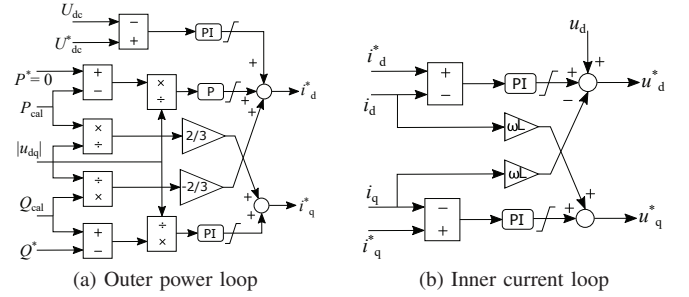 U_dc
−
U*_dc
+
PI
+
P* = 0
+
−
×
÷
P
+
+
i*_d
P_cal
×
÷
2/3
|u_dq|
÷
×
-2/3
Q_cal
+
+
i*_q
÷
×
PI
Q*
+
−
(a) Outer power loop
u_d
i*_d
+
−
PI
+
+
u*_d
i_d
−
ωL
ωL
i_q
−
+
PI
+
+
u*_q
i*_q
(b) Inner current loop